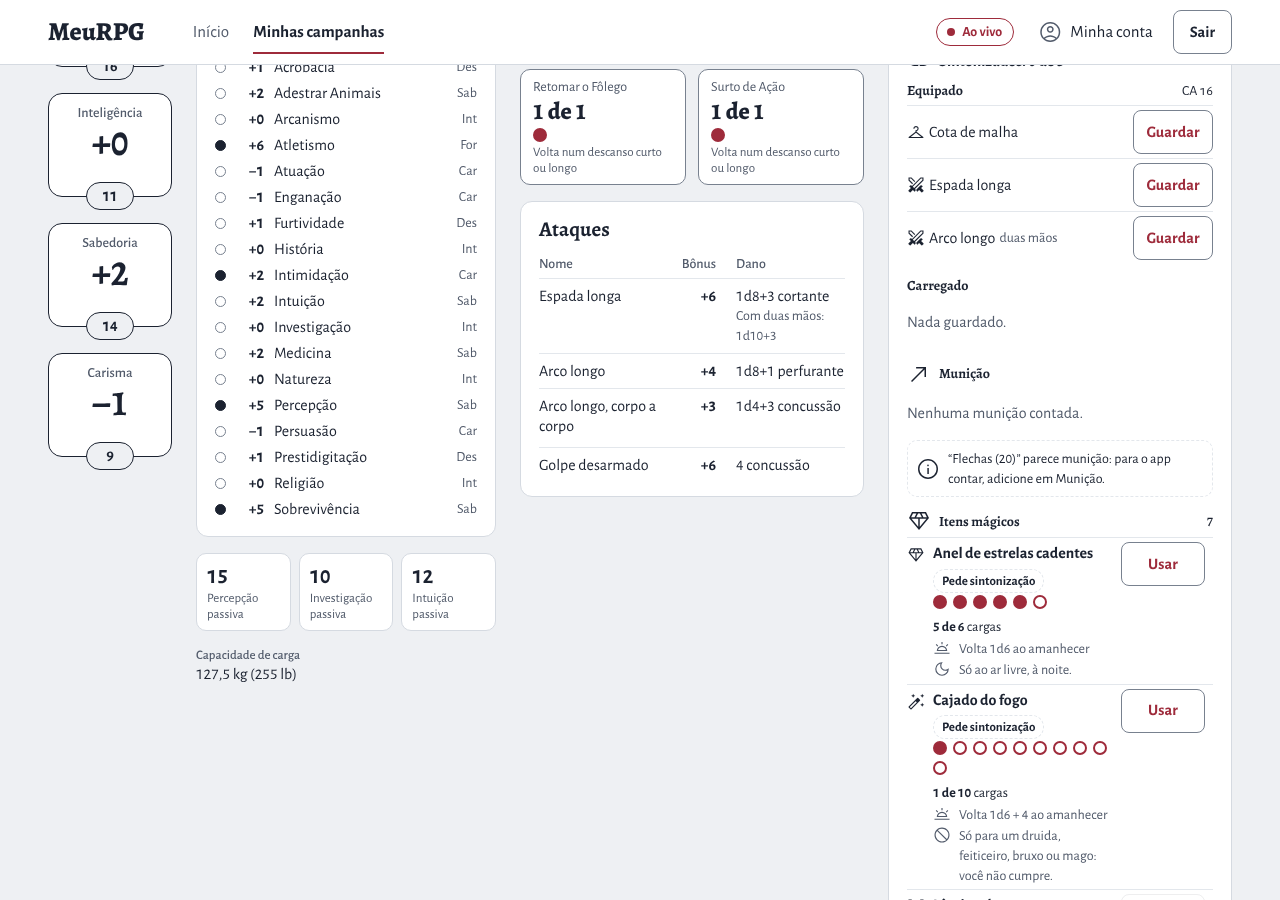 MeuRPG
Início
Minhas campanhas
Ao vivo
Minha conta
Sair
16
Inteligência
+0
11
Sabedoria
+2
14
Carisma
−1
9
+1 Acrobacia Des
+2 Adestrar Animais Sab
+0 Arcanismo Int
+6 Atletismo For
−1 Atuação Car
−1 Enganação Car
+1 Furtividade Des
+0 História Int
+2 Intimidação Car
+2 Intuição Sab
+0 Investigação Int
+2 Medicina Sab
+0 Natureza Int
+5 Percepção Sab
−1 Persuasão Car
+1 Prestidigitação Des
+0 Religião Int
+5 Sobrevivência Sab
15
Percepção
passiva
10
Investigação
passiva
12
Intuição
passiva
Capacidade de carga
127,5 kg (255 lb)
Retomar o Fôlego
1 de 1
Volta num descanso curto
ou longo
Surto de Ação
1 de 1
Volta num descanso curto
ou longo
Ataques
Nome Bônus Dano
Espada longa +6 1d8+3 cortante
Com duas mãos:
1d10+3
Arco longo +4 1d8+1 perfurante
Arco longo, corpo a +3 1d4+3 concussão
corpo
Golpe desarmado +6 4 concussão
Equipado CA 16
Cota de malha Guardar
Espada longa Guardar
Arco longo duas mãos Guardar
Carregado
Nada guardado.
Munição
Nenhuma munição contada.
“Flechas (20)” parece munição: para o app
contar, adicione em Munição.
Itens mágicos 7
Anel de estrelas cadentes Usar
Pede sintonização
5 de 6 cargas
Volta 1d6 ao amanhecer
Só ao ar livre, à noite.
Cajado do fogo Usar
Pede sintonização
1 de 10 cargas
Volta 1d6 + 4 ao amanhecer
Só para um druida,
feiticeiro, bruxo ou mago:
você não cumpre.